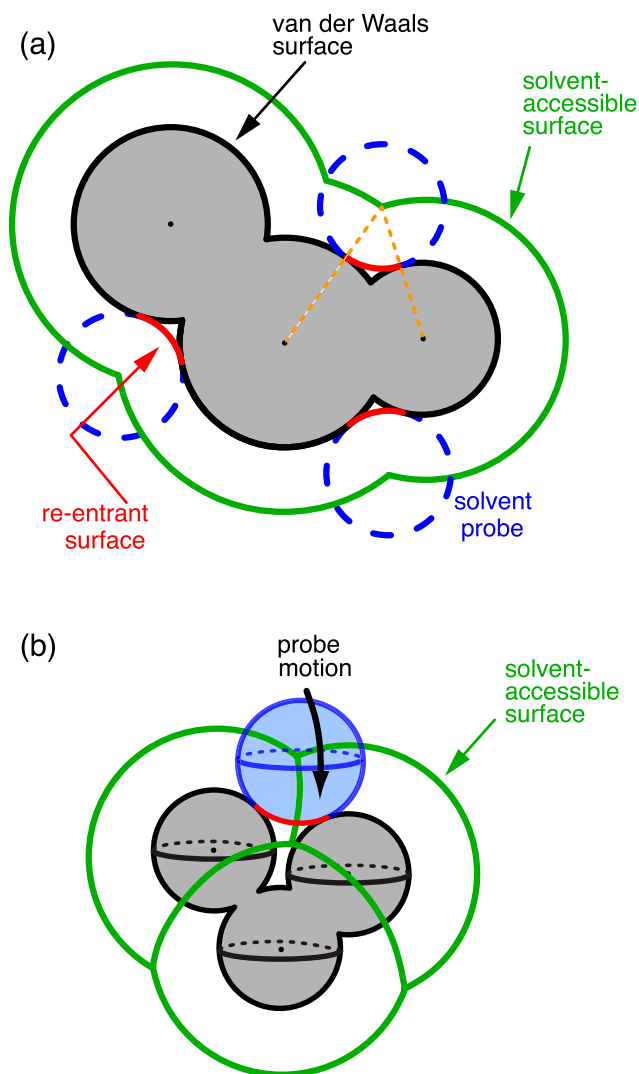 (a)
van der Waals
surface
solvent-
accessible
surface
re-entrant
surface
solvent
probe
(b)
probe
motion
solvent-
accessible
surface